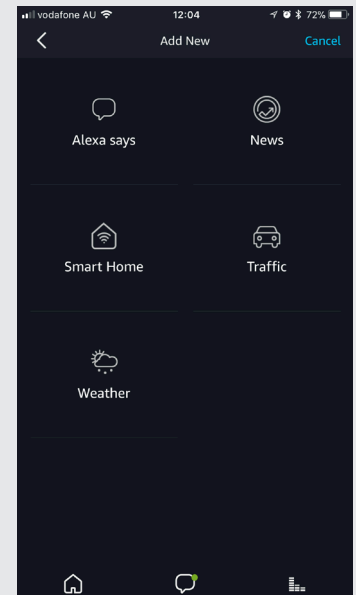 vodafone AU 12:04 72%
Add New Cancel
Alexa says News
Smart Home Traffic
Weather